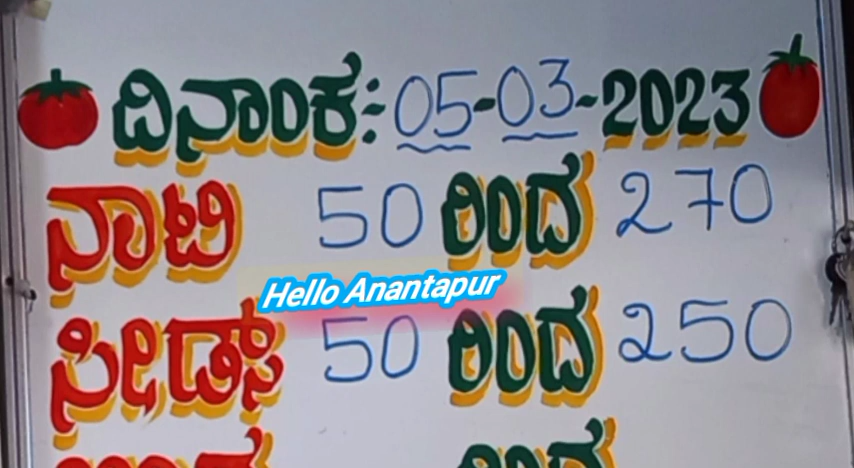 ದಿನಾಂಕ:-05-03-2023
ನಾಟಿ 50 ರಿಂದ 270
Hello Anantapur
ಸೀಡ್ಸ್ 50 ರಿಂದ 250
ರಿಂದ